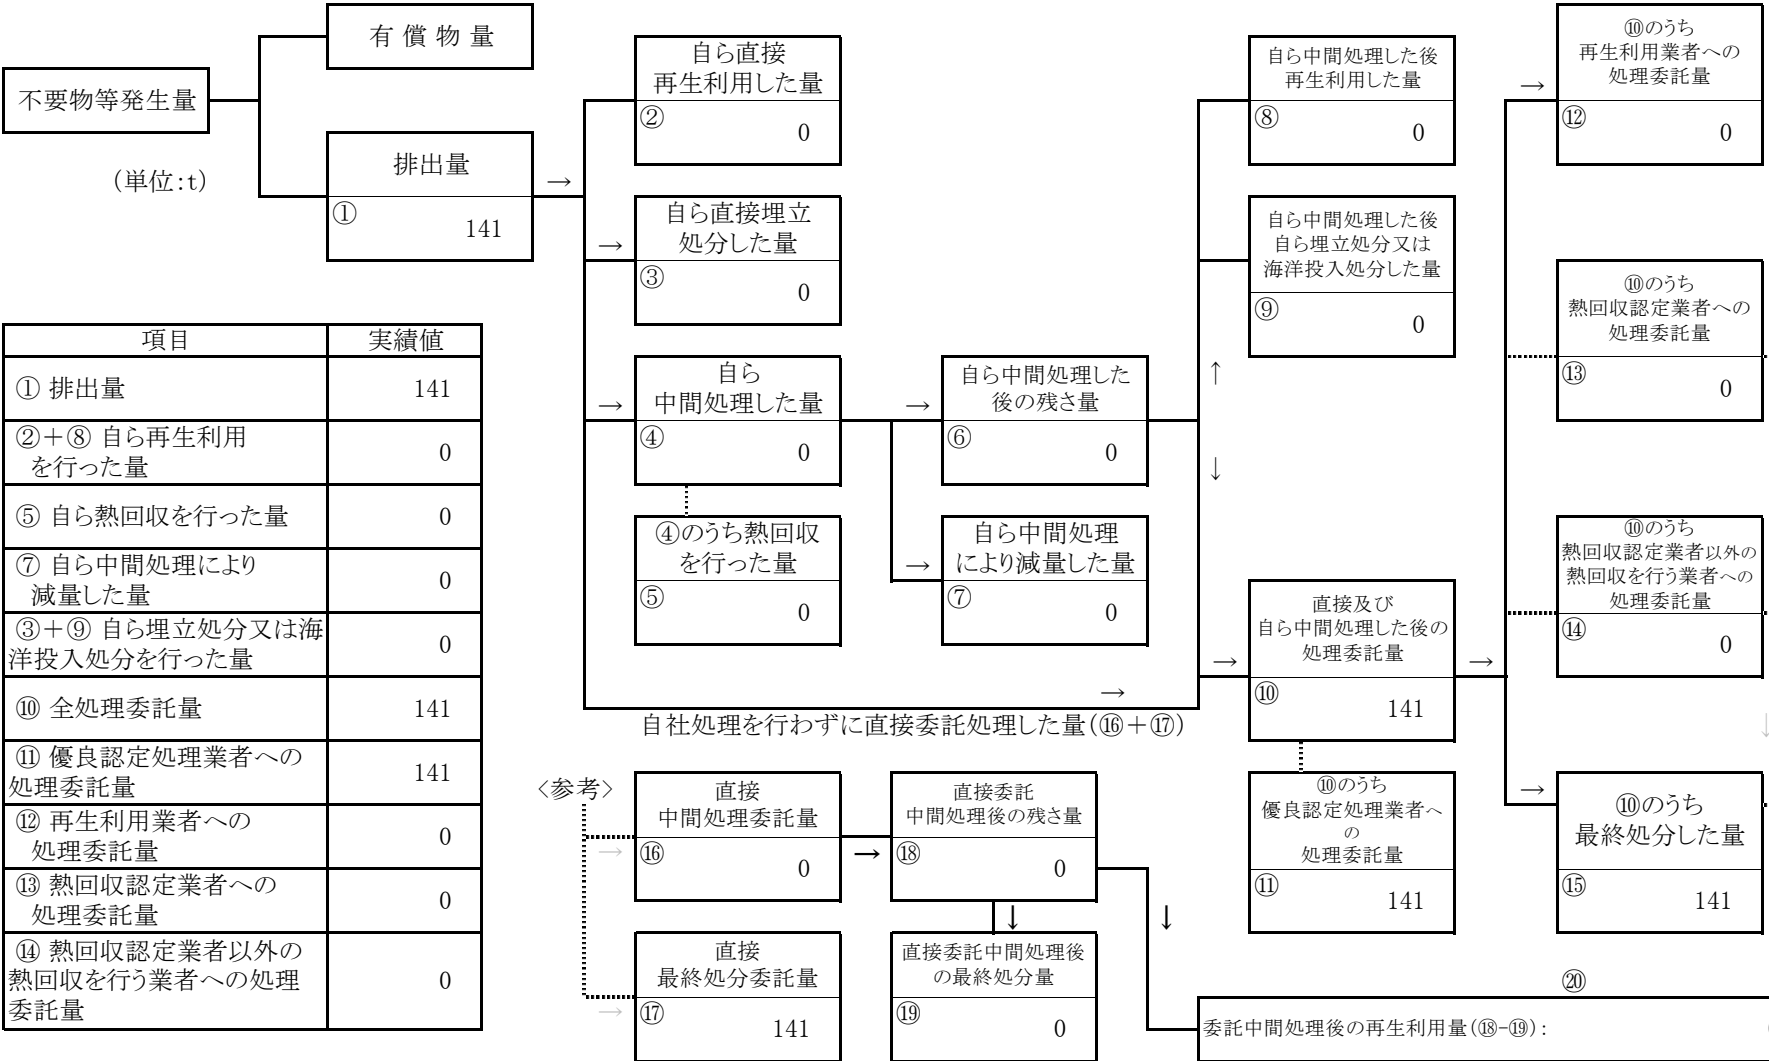 有 償 物 量
不要物等発生量
(単位:t)
排出量
①
141
→
自ら直接
再生利用した量
②
0
→
自ら直接埋立
処分した量
③
0
→
自ら
中間処理した量
④
0
④のうち熱回収
を行った量
⑤
0
→
自ら中間処理した
後の残さ量
⑥
0
→
自ら中間処理
により減量した量
⑦
0
自ら中間処理した後
再生利用した量
⑧
0
自ら中間処理した後
自ら埋立処分又は
海洋投入処分した量
⑨
0
↑
↓
→
自社処理を行わずに直接委託処理した量(⑯+⑰)
→
直接及び
自ら中間処理した後の
処理委託量
⑩
141
⑩のうち
優良認定処理業者へ
の
処理委託量
⑪
141
→
→
⑩のうち
再生利用業者への
処理委託量
⑫
0
⑩のうち
熱回収認定業者への
処理委託量
⑬
0
⑩のうち
熱回収認定業者以外の
熱回収を行う業者への
処理委託量
⑭
0
↓
→
⑩のうち
最終処分した量
⑮
141
項目 実績値
① 排出量 141
②+⑧ 自ら再生利用
を行った量 0
⑤ 自ら熱回収を行った量 0
⑦ 自ら中間処理により
減量した量 0
③+⑨ 自ら埋立処分又は海
洋投入処分を行った量 0
⑩ 全処理委託量 141
⑪ 優良認定処理業者への
処理委託量 141
⑫ 再生利用業者への
処理委託量 0
⑬ 熱回収認定業者への
処理委託量 0
⑭ 熱回収認定業者以外の
熱回収を行う業者への処理
委託量 0
<参考>
→
直接
中間処理委託量
⑯
0
→
直接委託
中間処理後の残さ量
⑱
0
↓
↓
→
直接
最終処分委託量
⑰
141
直接委託中間処理後
の最終処分量
⑲
0
⑳
委託中間処理後の再生利用量(⑱-⑲):